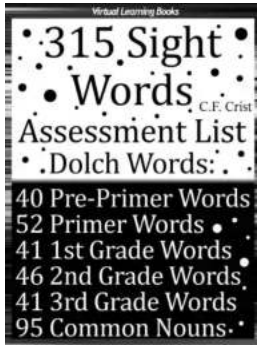 Virtual Learning Books
315 Sight
Words
C.F. Crist
Assessment List
Dolch Words:
40 Pre-Primer Words
52 Primer Words
41 1st Grade Words
46 2nd Grade Words
41 3rd Grade Words
95 Common Nouns